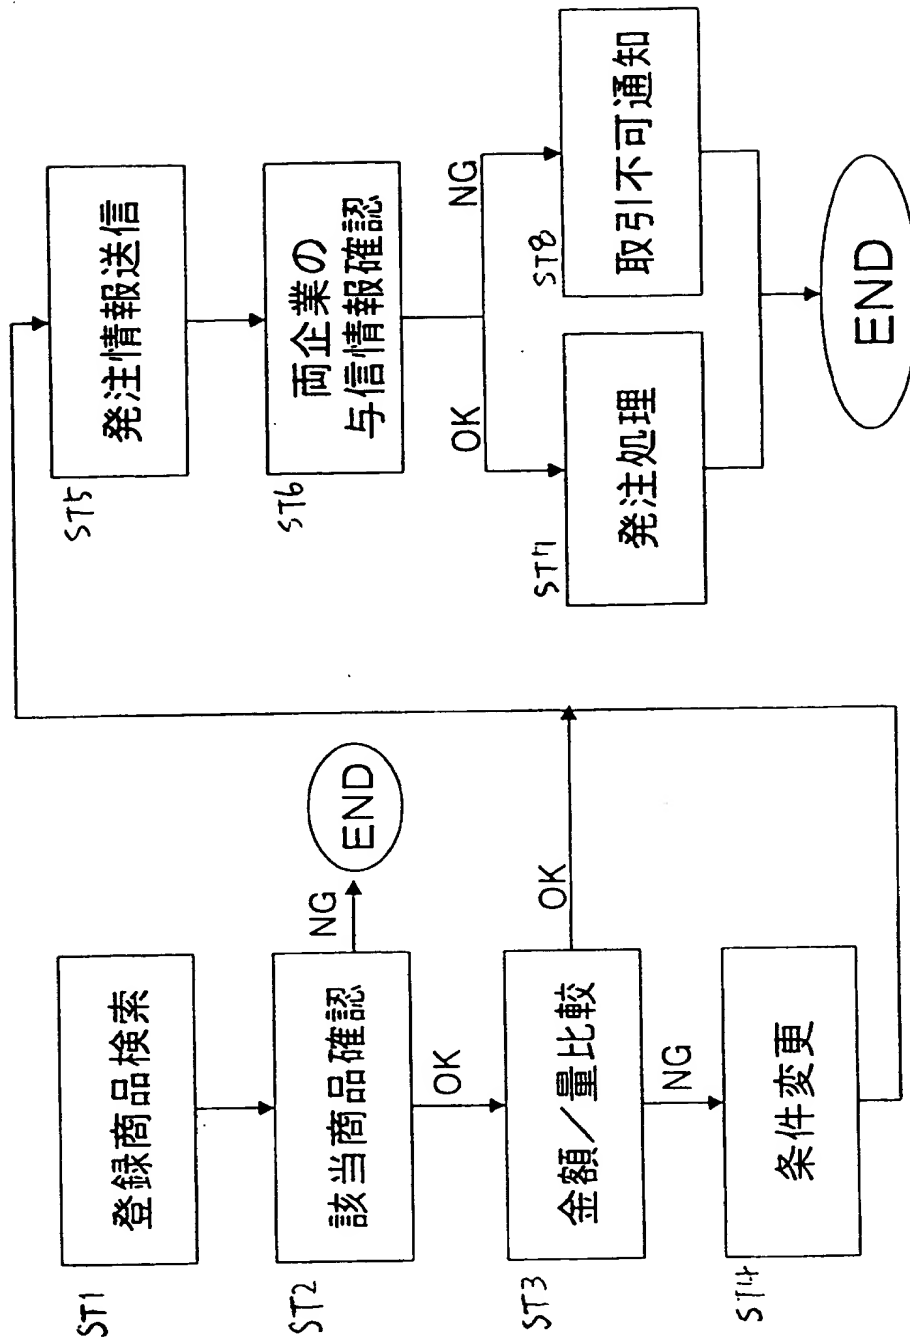 ST1
登録商品検索
ST2
該当商品確認
NG
END
OK
ST3
金額／量比較
OK
NG
ST4
条件変更
ST5
発注情報送信
ST6
両企業の
与信情報確認
OK
NG
ST7
発注処理
ST8
取引不可通知
END